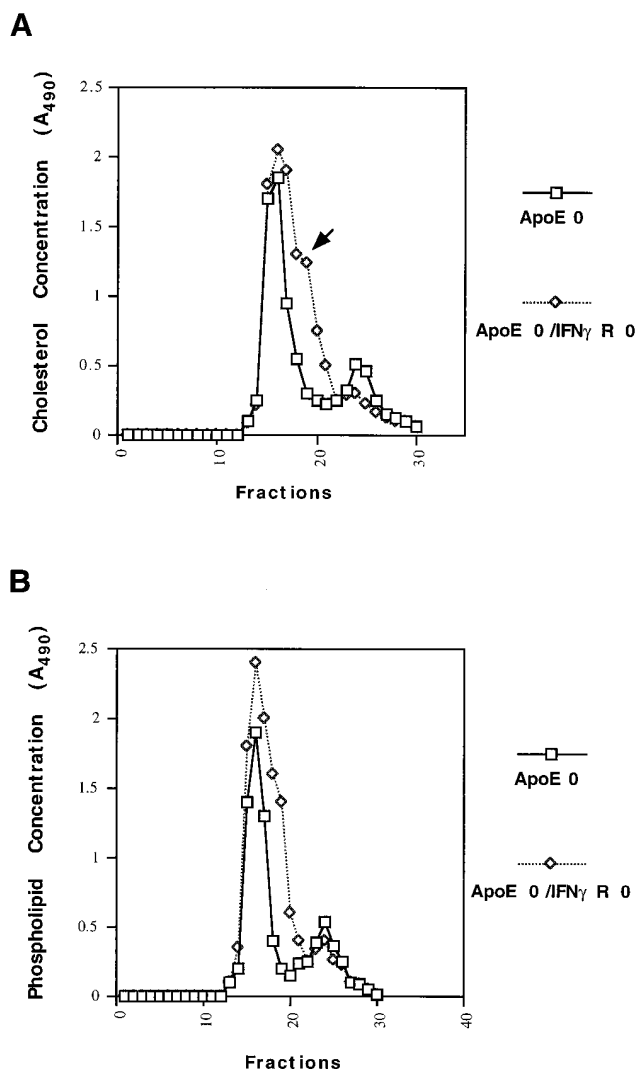 A
Cholesterol Concentration (A490)
2.5
2
1.5
1
0.5
0
0
10
20
30
Fractions
ApoE 0
ApoE 0/IFNγ R 0
B
Phospholipid Concentration (A490)
2.5
2
1.5
1
0.5
0
0
10
20
30
40
Fractions
ApoE 0
ApoE 0/IFNγ R 0